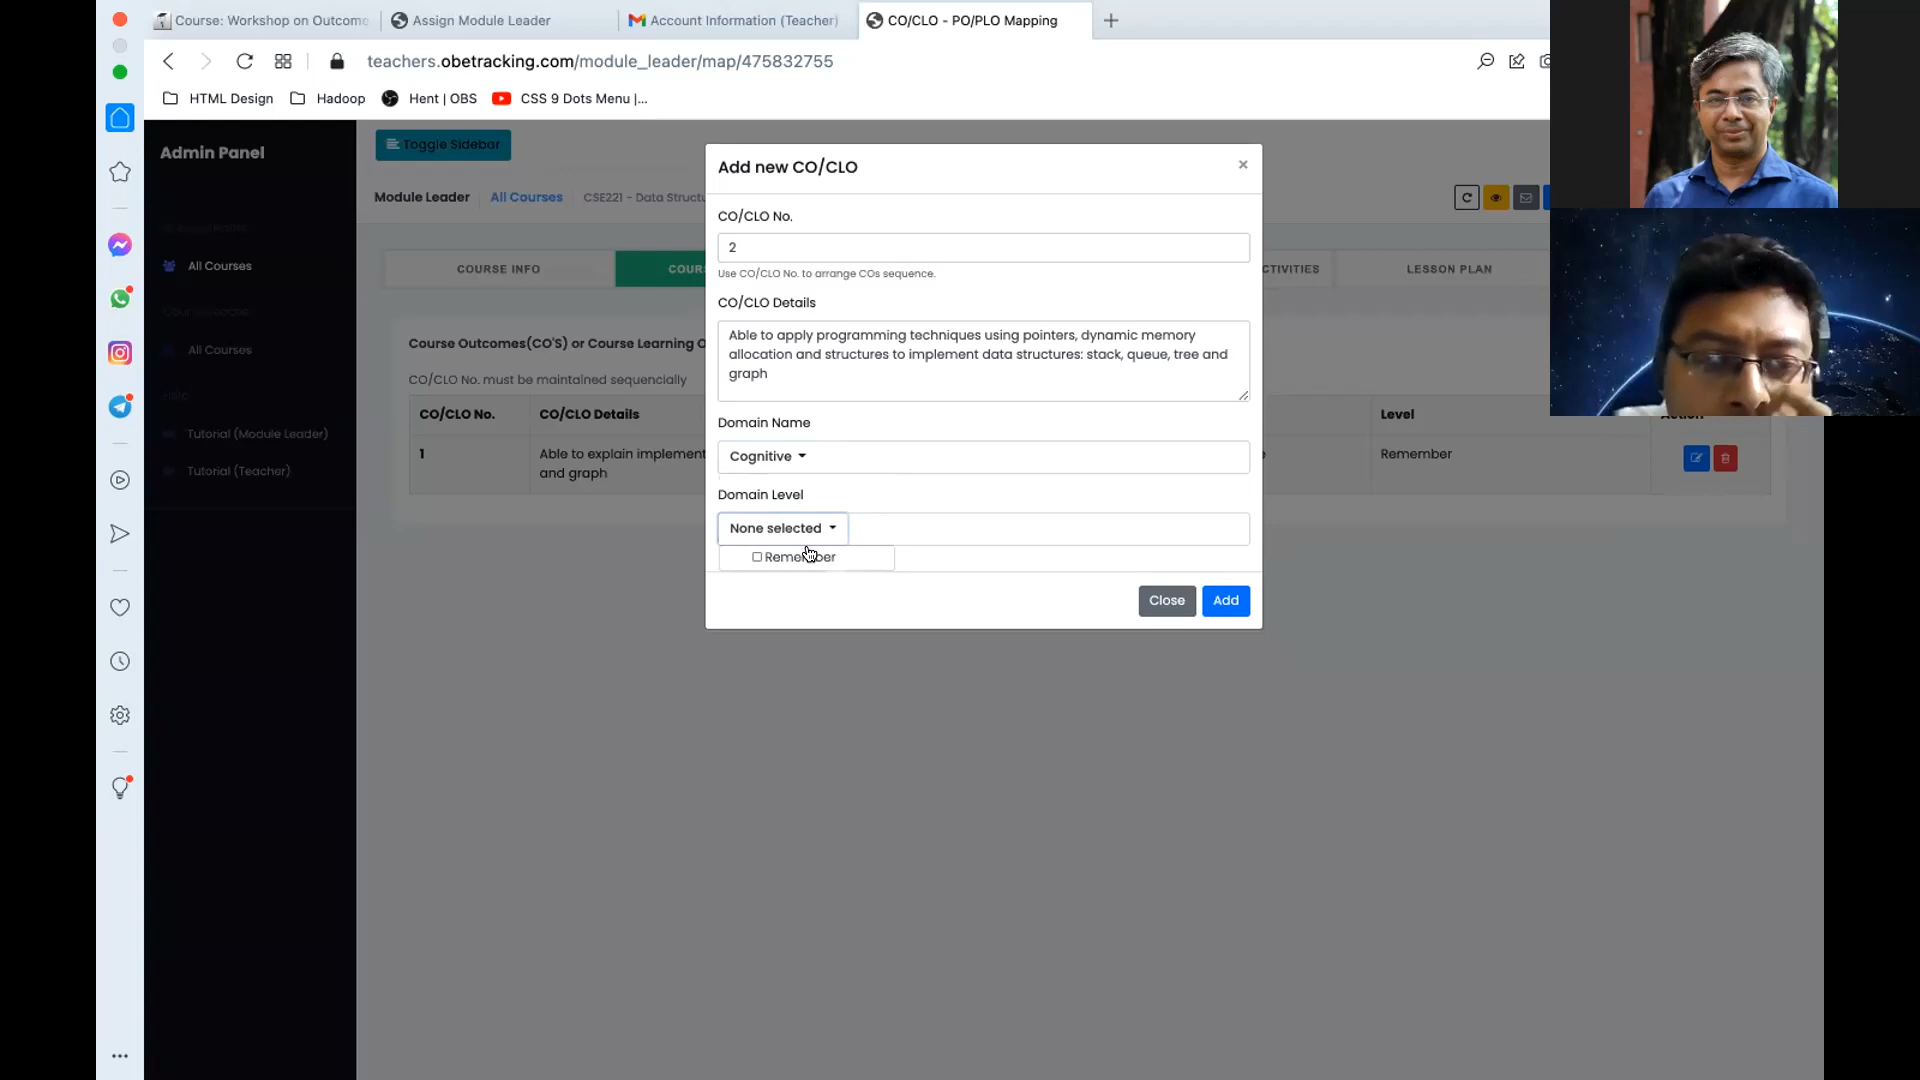 Course: Workshop on Outcome
Assign Module Leader
Account Information (Teacher)
CO/CLO - PO/PLO Mapping
teachers.obetracking.com/module_leader/map/475832755
HTML Design
Hadoop
Hent | OBS
CSS 9 Dots Menu |...
Admin Panel
All Courses
All Courses
Tutorial (Module Leader)
Tutorial (Teacher)
Toggle Sidebar
Module Leader
All Courses
CSE221 - Data Structu
COURSE INFO
COUR
CTIVITIES
LESSON PLAN
Course Outcomes(CO'S) or Course Learning O
CO/CLO No. must be maintained sequencially
CO/CLO No.
CO/CLO Details
Level
Action
1
Able to explain implement
and graph
e
Remember
Add new CO/CLO
×
CO/CLO No.
2
Use CO/CLO No. to arrange COs sequence.
CO/CLO Details
Able to apply programming techniques using pointers, dynamic memory
allocation and structures to implement data structures: stack, queue, tree and
graph
Domain Name
Cognitive
Domain Level
None selected
Remember
Close
Add